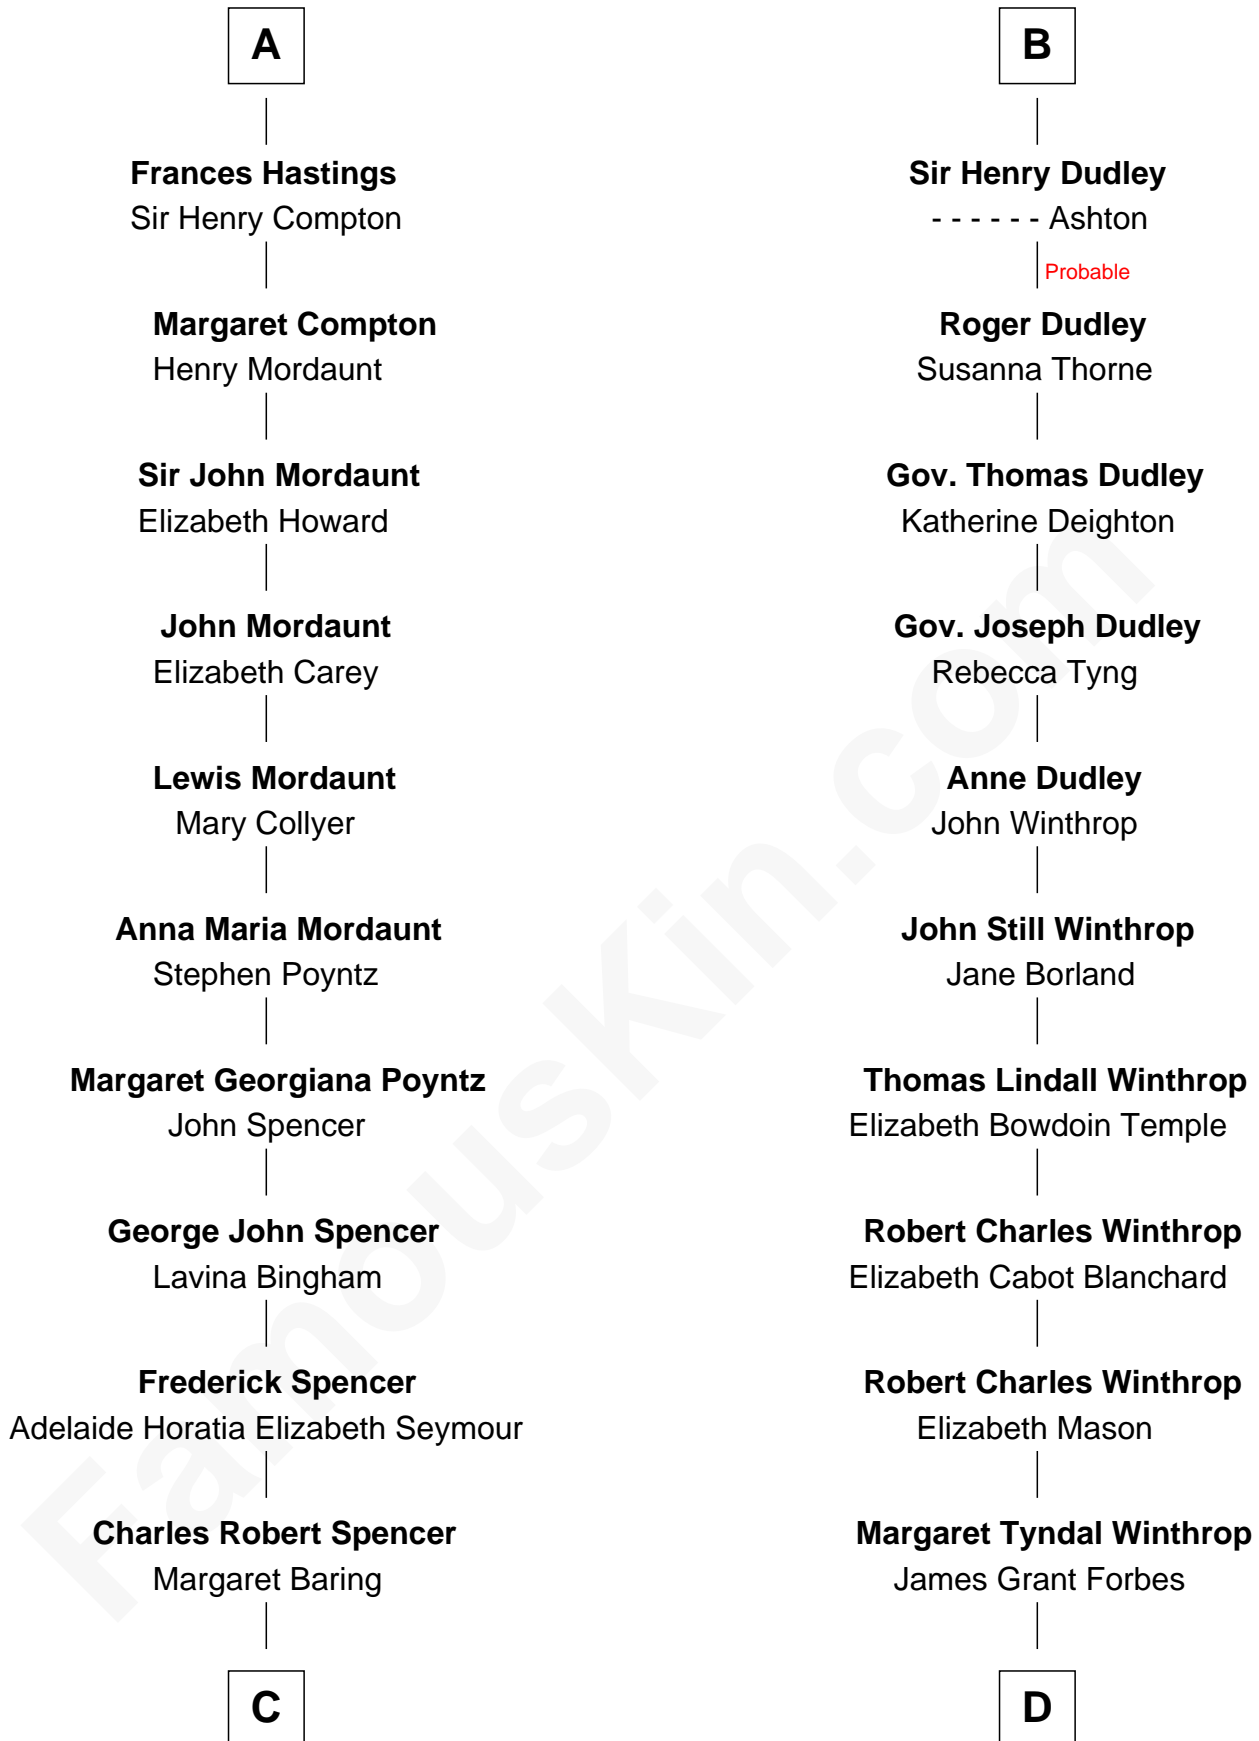 A
Frances Hastings
Sir Henry Compton
Margaret Compton
Henry Mordaunt
Sir John Mordaunt
Elizabeth Howard
John Mordaunt
Elizabeth Carey
Lewis Mordaunt
Mary Collyer
Anna Maria Mordaunt
Stephen Poyntz
Margaret Georgiana Poyntz
John Spencer
George John Spencer
Lavina Bingham
Frederick Spencer
Adelaide Horatia Elizabeth Seymour
Charles Robert Spencer
Margaret Baring
C
B
Sir Henry Dudley
- - - - - - Ashton
Probable
Roger Dudley
Susanna Thorne
Gov. Thomas Dudley
Katherine Deighton
Gov. Joseph Dudley
Rebecca Tyng
Anne Dudley
John Winthrop
John Still Winthrop
Jane Borland
Thomas Lindall Winthrop
Elizabeth Bowdoin Temple
Robert Charles Winthrop
Elizabeth Cabot Blanchard
Robert Charles Winthrop
Elizabeth Mason
Margaret Tyndal Winthrop
James Grant Forbes
D
FamousKin.com